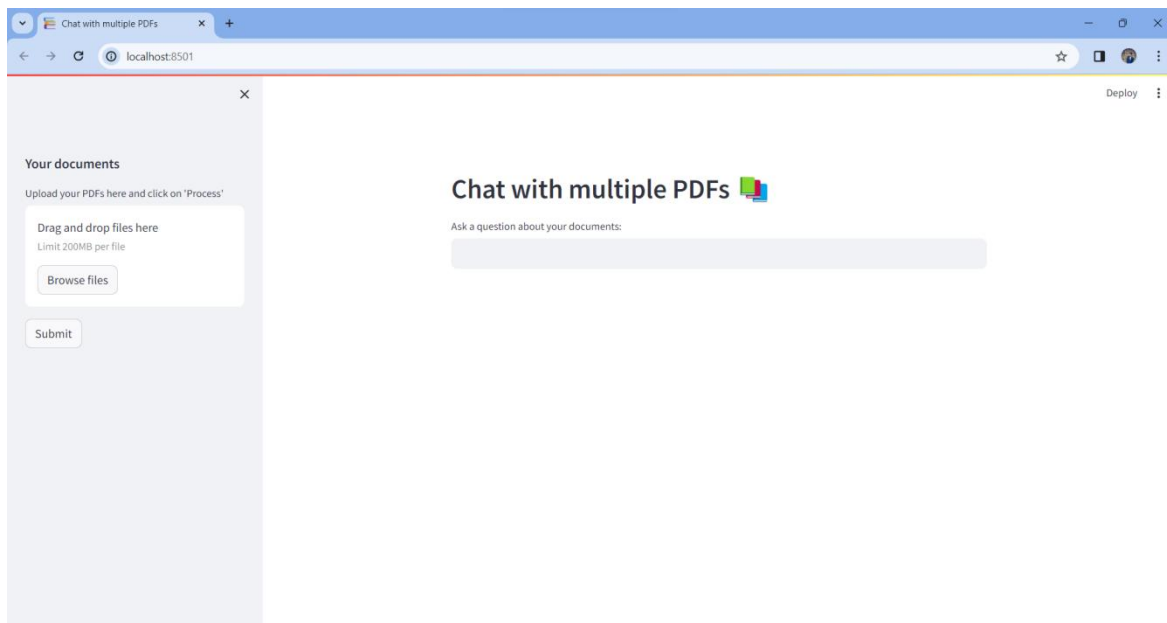 Chat with multiple PDFs
localhost:8501
Deploy
Your documents
Upload your PDFs here and click on 'Process'
Drag and drop files here
Limit 200MB per file
Browse files
Submit
Chat with multiple PDFs
Ask a question about your documents: